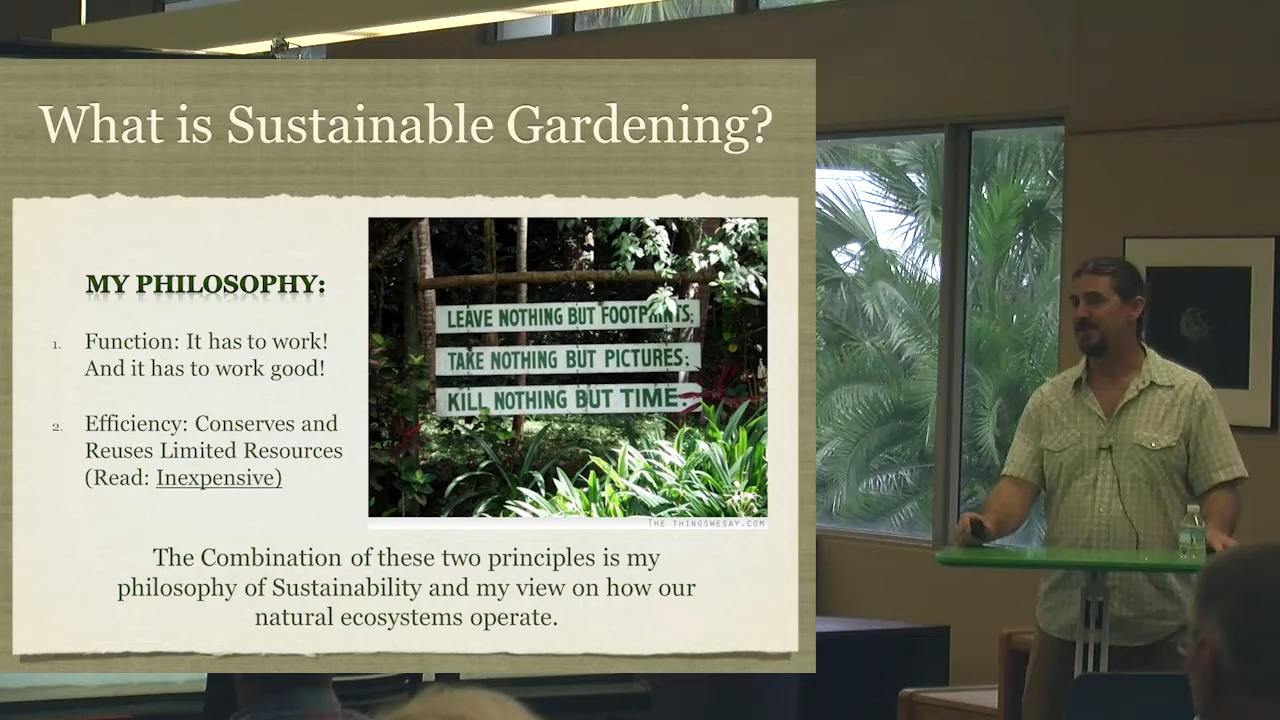 What is Sustainable Gardening?
MY PHILOSOPHY:
1. Function: It has to work!
And it has to work good!
2. Efficiency: Conserves and
Reuses Limited Resources
(Read: Inexpensive)
LEAVE NOTHING BUT FOOTPRINTS;
TAKE NOTHING BUT PICTURES;
KILL NOTHING BUT TIME.
THE THINGSWESAY.COM
The Combination of these two principles is my
philosophy of Sustainability and my view on how our
natural ecosystems operate.